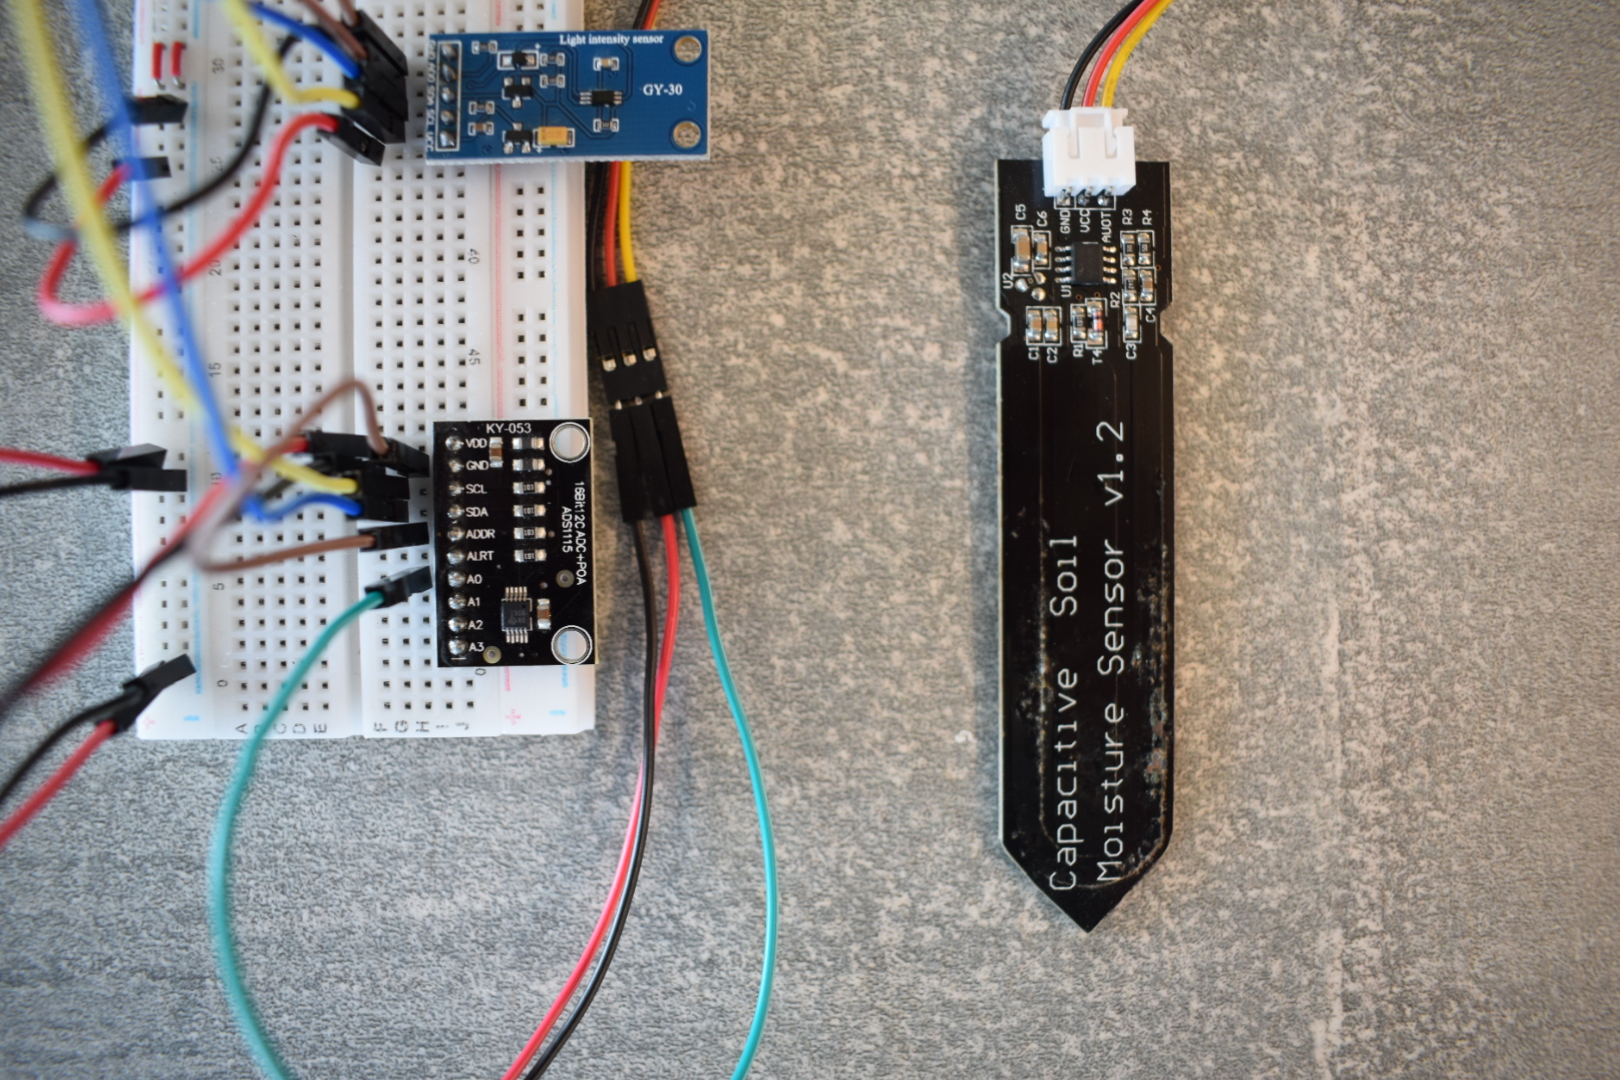 Light intensity sensor
GY-30
30
20
15
5
0
40
45
A
D
E
F
G
H
J
KY-053
VDD
GND
SCL
SDA
ADDR
ALRT
A0
A1
A2
A3
16Bit I2C ADC+PGA
ADS1115
GND
VCC
AUOT
C5
C6
R3
R4
U2
U1
R2
C4
C1
C2
R1
T4
C3
Capacitive Soil
Moisture Sensor v1.2